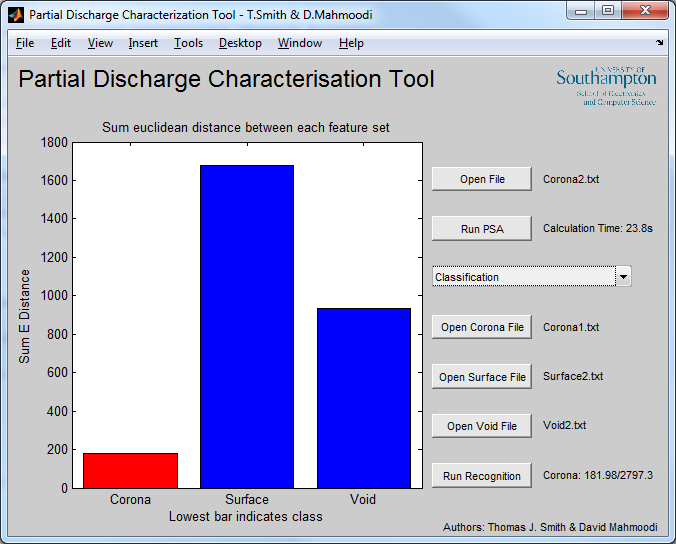 Partial Discharge Characterization Tool - T.Smith & D.Mahmoodi
File Edit View Insert Tools Desktop Window Help
Partial Discharge Characterisation Tool
UNIVERSITY OF
Southampton
School of Electronics
and Computer Science
Sum euclidean distance between each feature set
1800
1600
1400
1200
1000
800
600
400
200
0
Sum E Distance
Corona Surface Void
Lowest bar indicates class
Open File Corona2.txt
Run PSA Calculation Time: 23.8s
Classification
Open Corona File Corona1.txt
Open Surface File Surface2.txt
Open Void File Void2.txt
Run Recognition Corona: 181.98/2797.3
Authors: Thomas J. Smith & David Mahmoodi